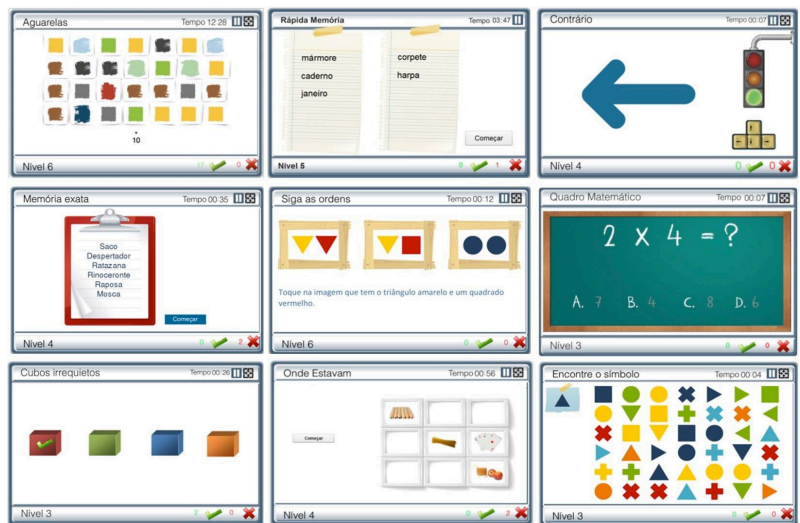 Aguarelas
Tempo 12 28
10
Nível 6
17
0
Rápida Memória
Tempo 03:47
mármore
caderno
janeiro
corpete
harpa
Começar
Nível 5
0
1
Contrário
Tempo 00:07
Nível 4
0
0
Memória exata
Tempo 00 35
Saco
Despertador
Ratazana
Rinoceronte
Raposa
Mosca
Começar
Nível 4
0
2
Siga as ordens
Tempo 00:12
Toque na imagem que tem o triângulo amarelo e um quadrado
vermelho.
Nível 6
0
0
Quadro Matemático
Tempo 00:07
2 X 4 = ?
A. 7 B. 4 C. 8 D. 6
Nível 3
0
0
Cubos irrequietos
Tempo 00:26
Nível 3
2
0
Onde Estavam
Tempo 00 56
Começar
Nível 4
0
2
Encontre o símbolo
Tempo 00 04
Nível 3
0
0